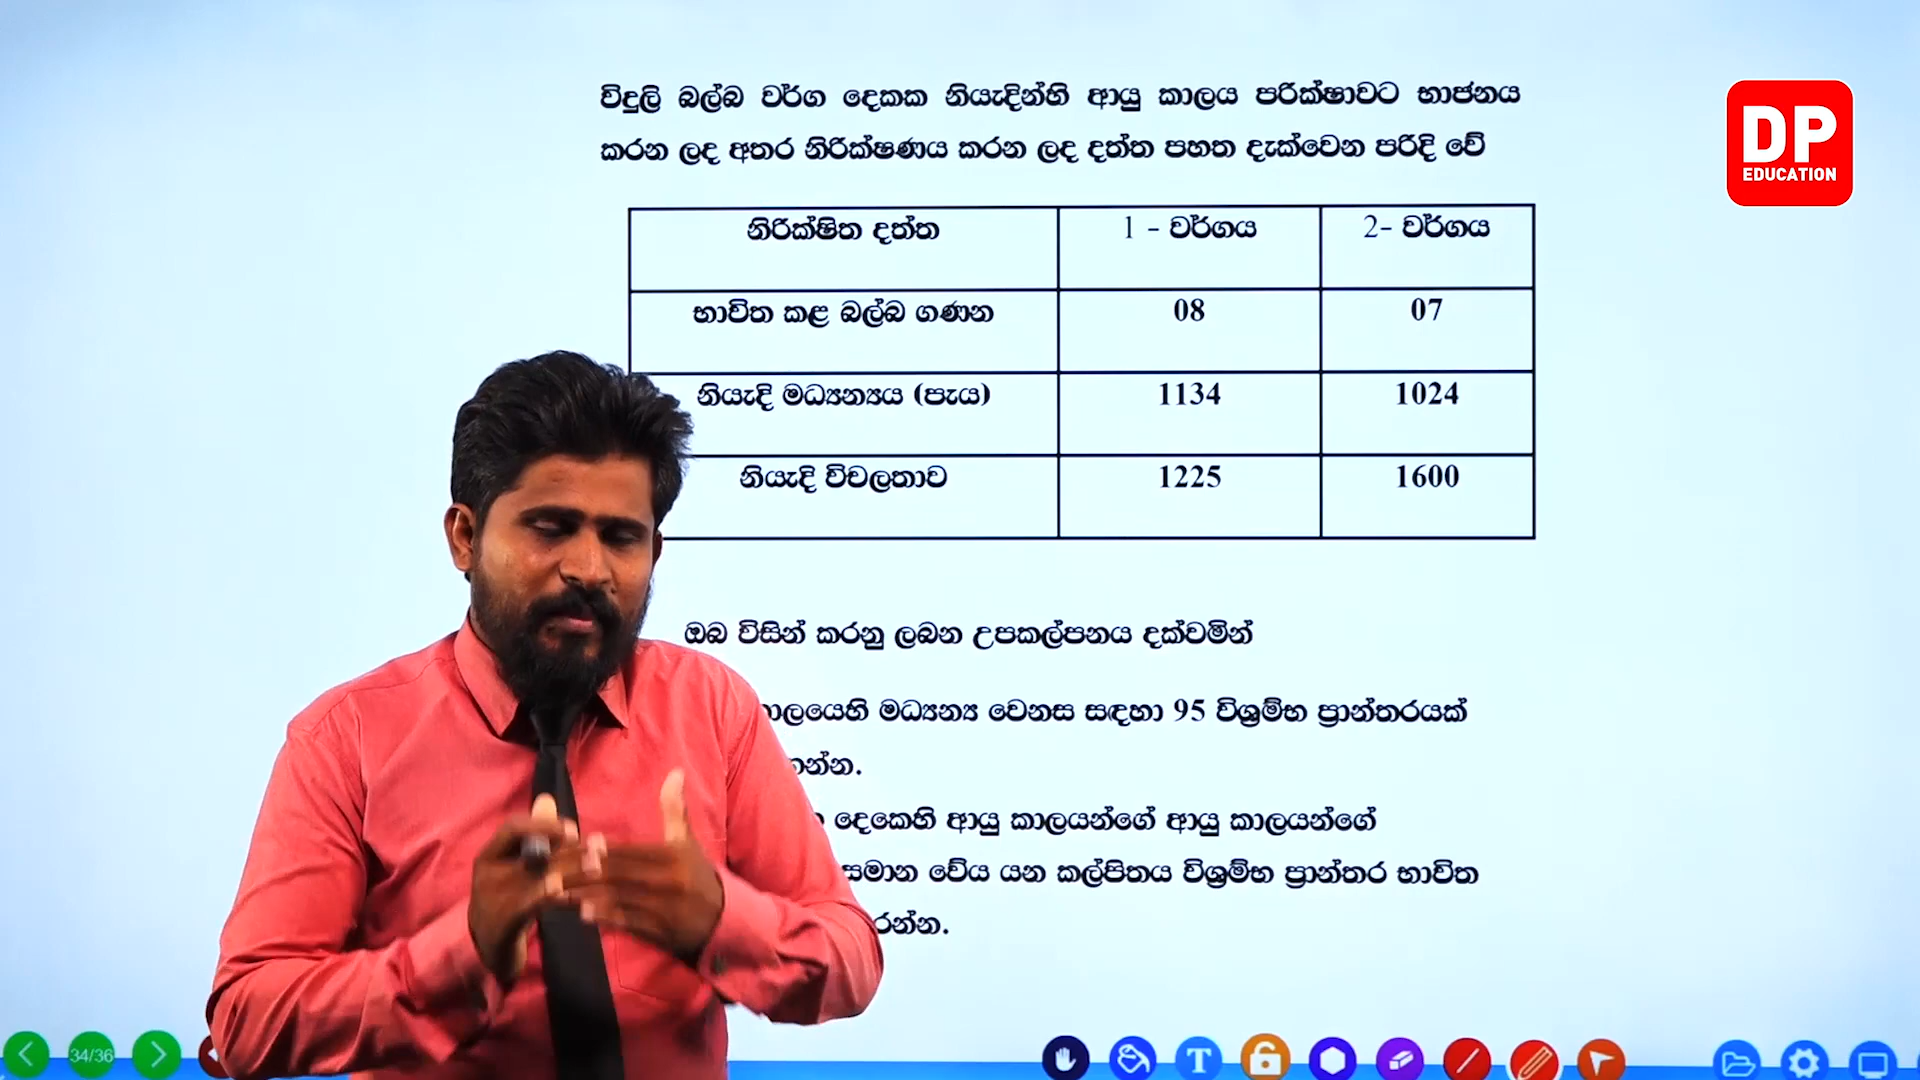 විදුලි බල්බ වර්ග දෙකක නියැදින්හි ආයු කාලය පරික්ෂාවට භාජනය
කරන ලද අතර නිරික්ෂණය කරන ලද දත්ත පහත දැක්වෙන පරිදි වේ
DP
EDUCATION
නිරික්ෂිත දත්ත 1 - වර්ගය 2- වර්ගය
භාවිත කළ බල්බ ගණන 08 07
නියැදි මධ්‍යන්‍යය (පැය) 1134 1024
නියැදි විචලතාව 1225 1600
ඔබ විසින් කරනු ලබන උපකල්පනය දක්වමින්
මධ්‍යන්‍ය වෙනස සඳහා 95 විශ්‍රම්භ ප්‍රාන්තරයක්
දෙකෙහි ආයු කාලයන්ගේ ආයු කාලයන්ගේ
සමාන වේය යන කල්පිතය විශ්‍රම්භ ප්‍රාන්තර භාවිත
34/36
T